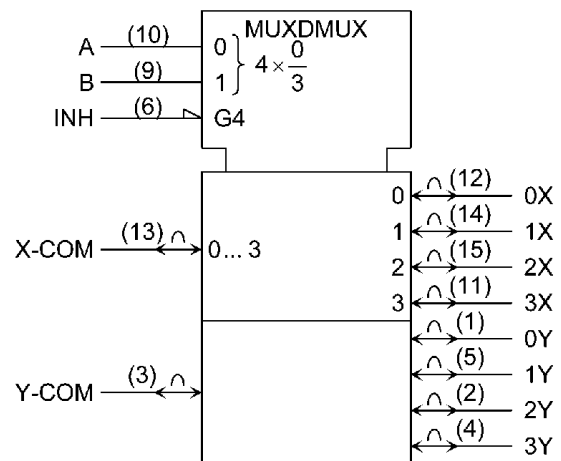 MUXDMUX
A (10) 0
4 × 0/3
B (9) 1
INH (6) G4
0 ∩ (12) 0X
1 ∩ (14) 1X
X-COM (13) ∩ 0... 3
2 ∩ (15) 2X
3 ∩ (11) 3X
∩ (1) 0Y
∩ (5) 1Y
Y-COM (3) ∩
∩ (2) 2Y
∩ (4) 3Y